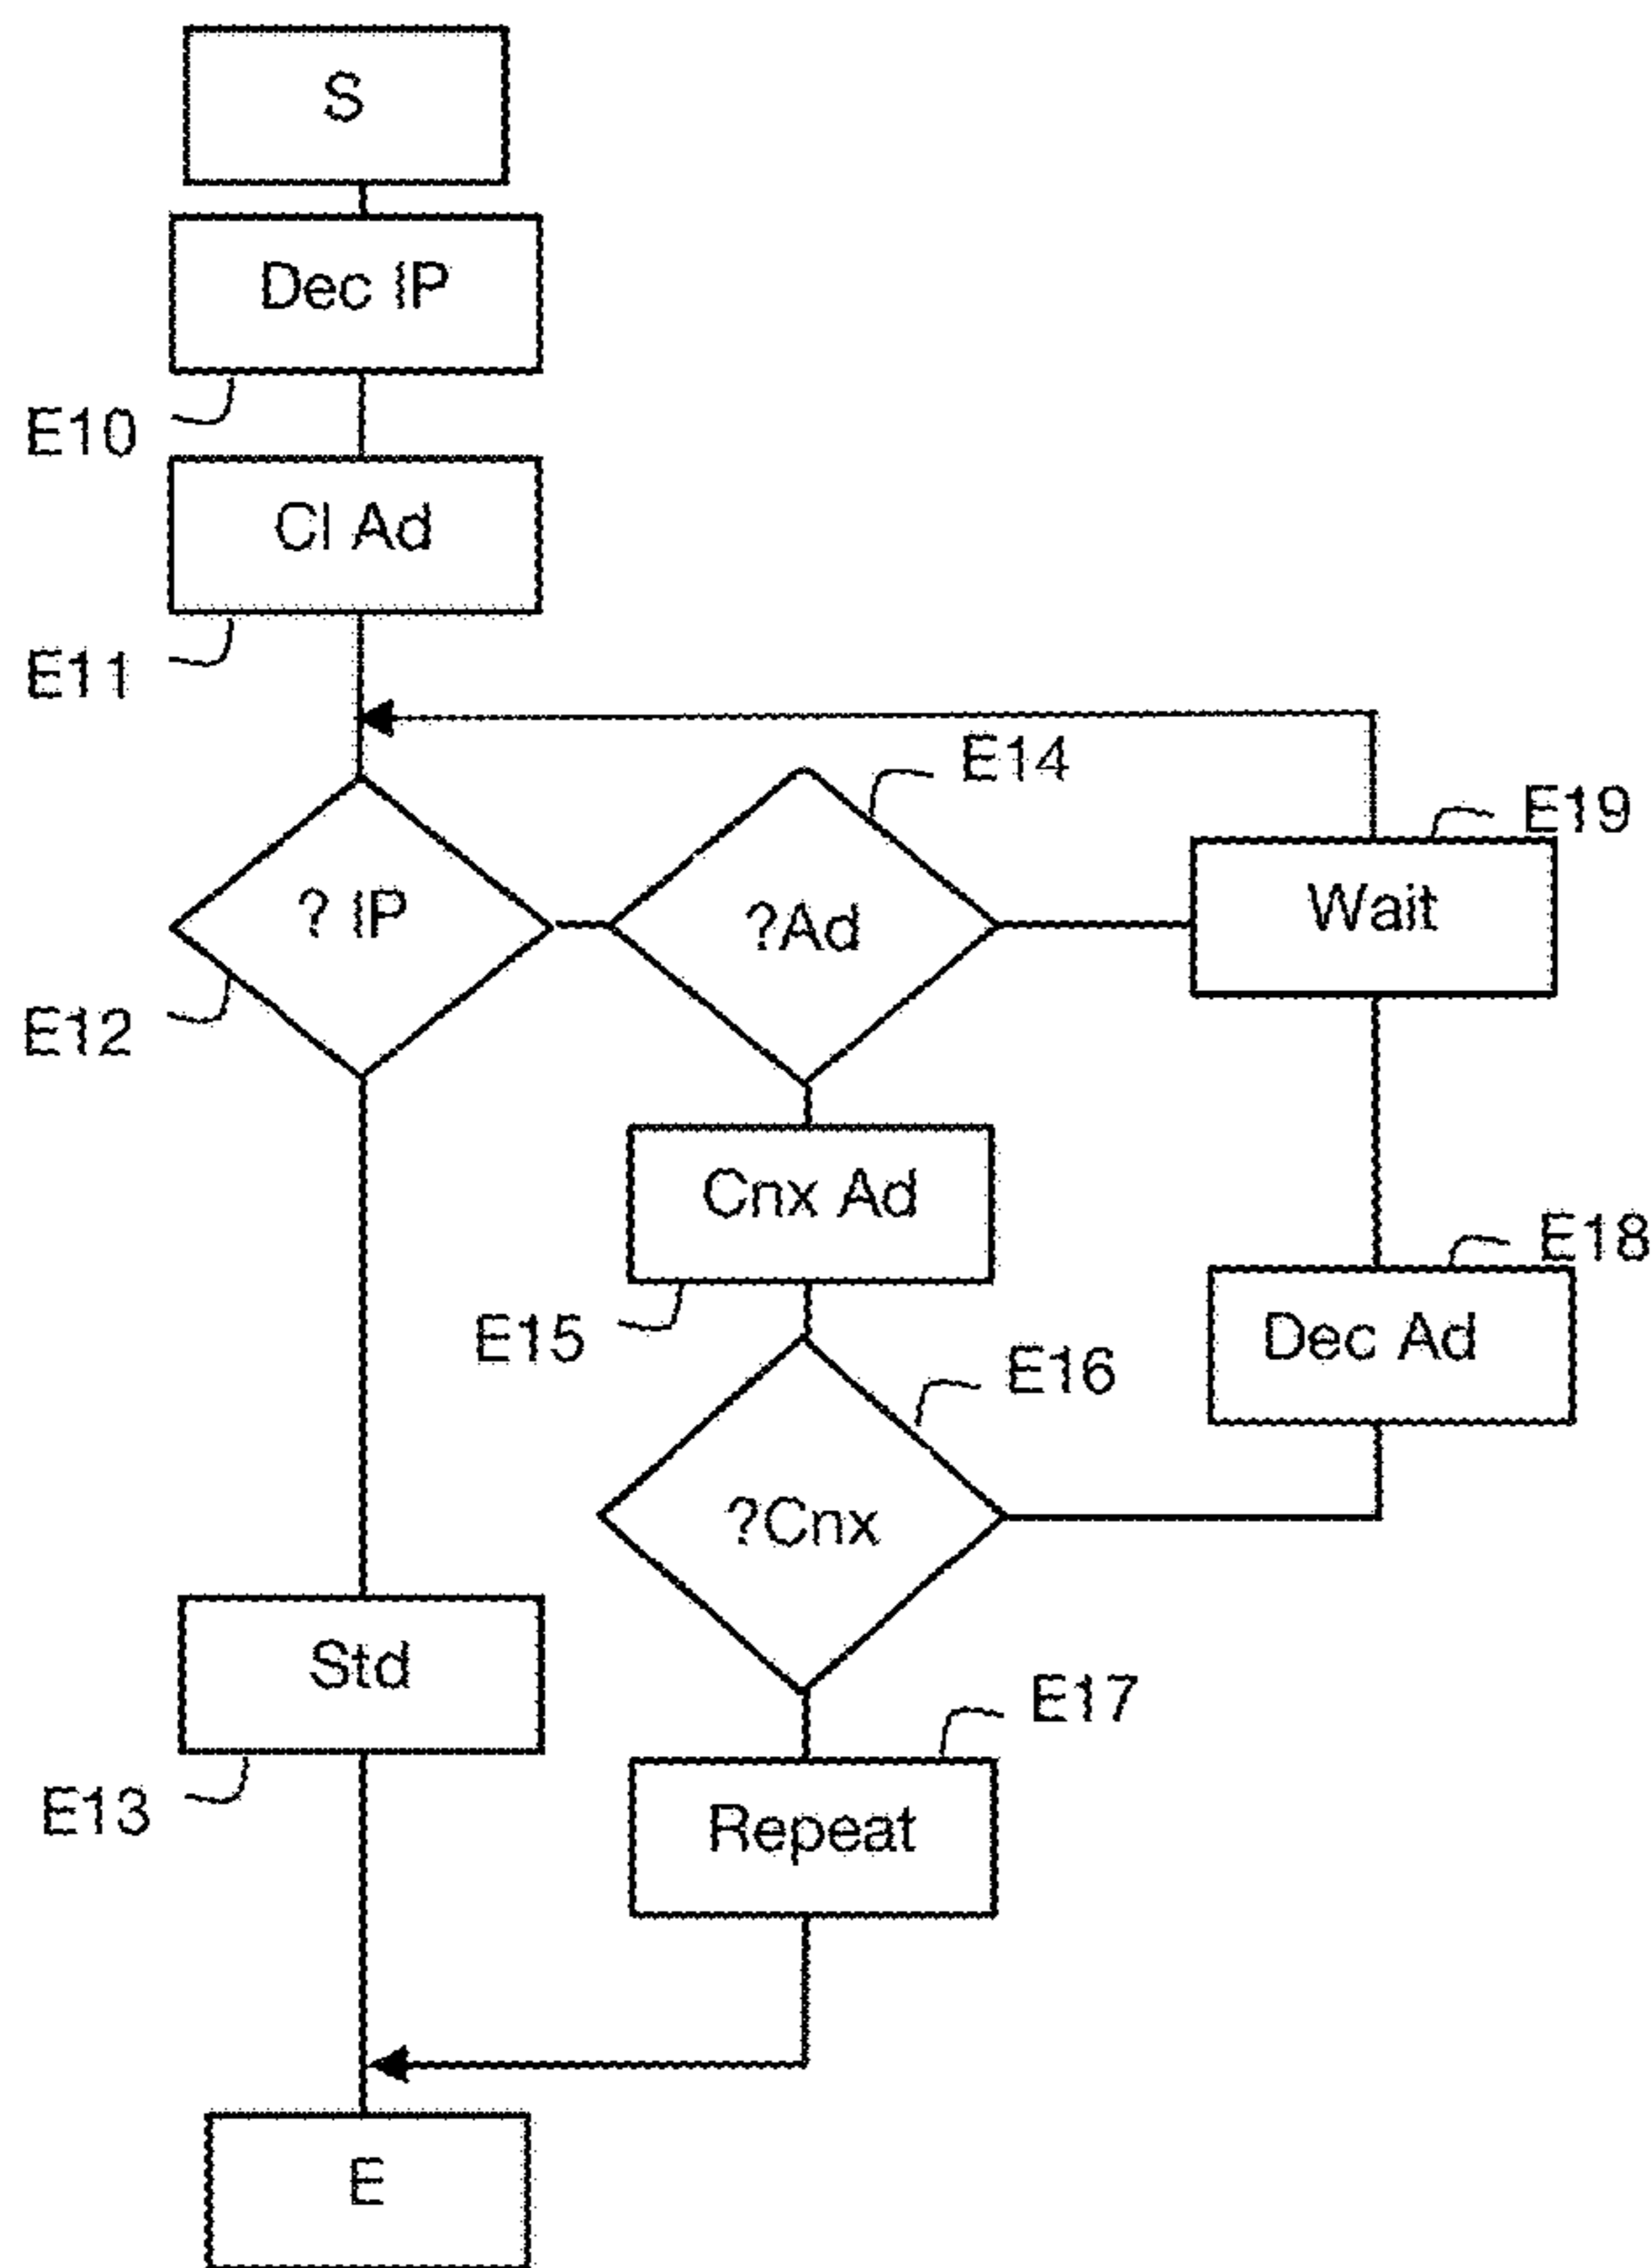 S
Dec IP
E10
Cl Ad
E11
E14
E19
? IP
?Ad
Wait
E12
Cnx Ad
E18
E15
Dec Ad
E16
?Cnx
Std
E17
E13
Repeat
E